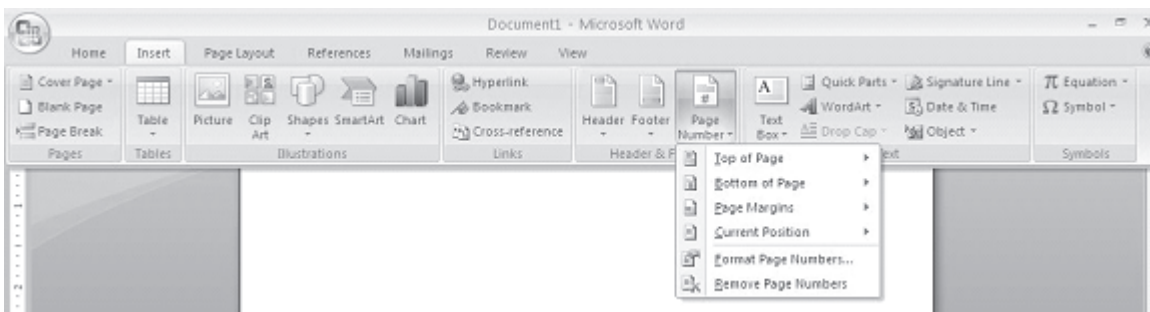 Document1 - Microsoft Word
Home Insert Page Layout References Mailings Review View
Cover Page
Blank Page
Page Break
Pages
Table
Tables
Picture
Clip Art
Shapes
SmartArt
Chart
Illustrations
Hyperlink
Bookmark
Cross-reference
Links
Header
Footer
Page Number
#
Header & F
Text Box
A
Quick Parts
WordArt
Drop Cap
Signature Line
Date & Time
Object
ext
π Equation
Ω Symbol
Symbols
Top of Page
Bottom of Page
Page Margins
Current Position
Format Page Numbers...
Remove Page Numbers
1
2